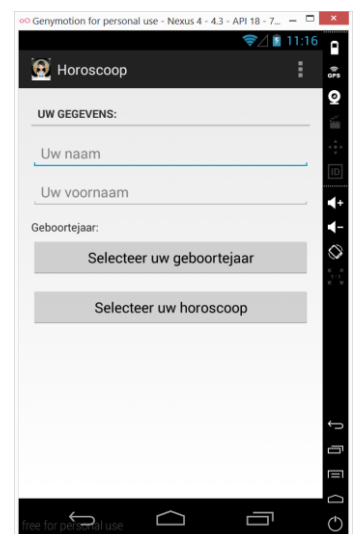 Genymotion for personal use - Nexus 4 - 4.3 - API 18 - 7...
11:16
Horoscoop
GPS
UW GEGEVENS:
Uw naam
ID
Uw voornaam
Geboortejaar:
Selecteer uw geboortejaar
Selecteer uw horoscoop
free for personal use